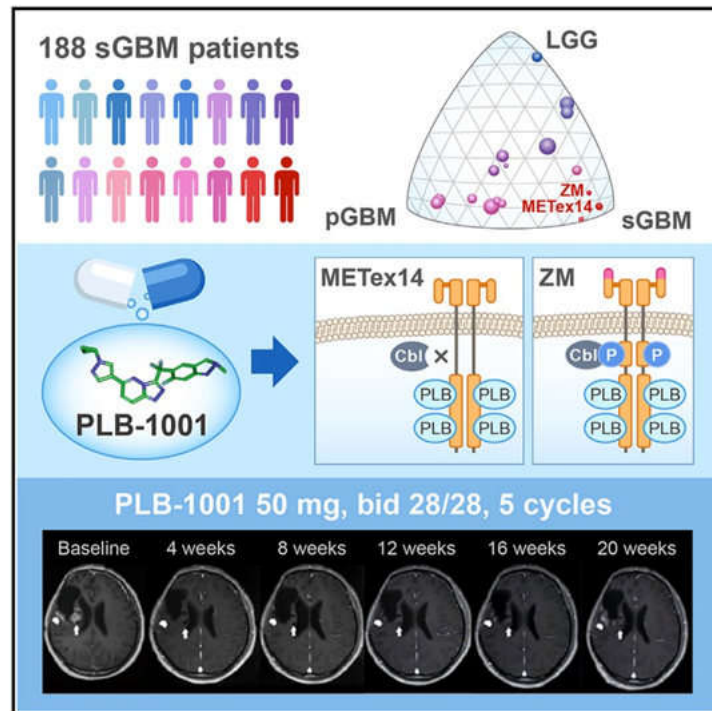 188 sGBM patients
LGG
ZM
METex14
pGBM
sGBM
METex14
ZM
Cbl
Cbl P P
PLB PLB
PLB PLB
PLB PLB
PLB PLB
PLB-1001
PLB-1001 50 mg, bid 28/28, 5 cycles
Baseline 4 weeks 8 weeks 12 weeks 16 weeks 20 weeks